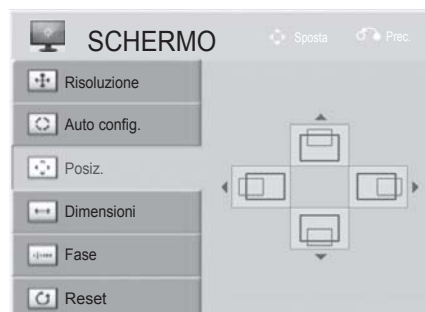 SCHERMO
Sposta
Prec.
Risoluzione
Auto config.
Posiz.
Dimensioni
Fase
Reset